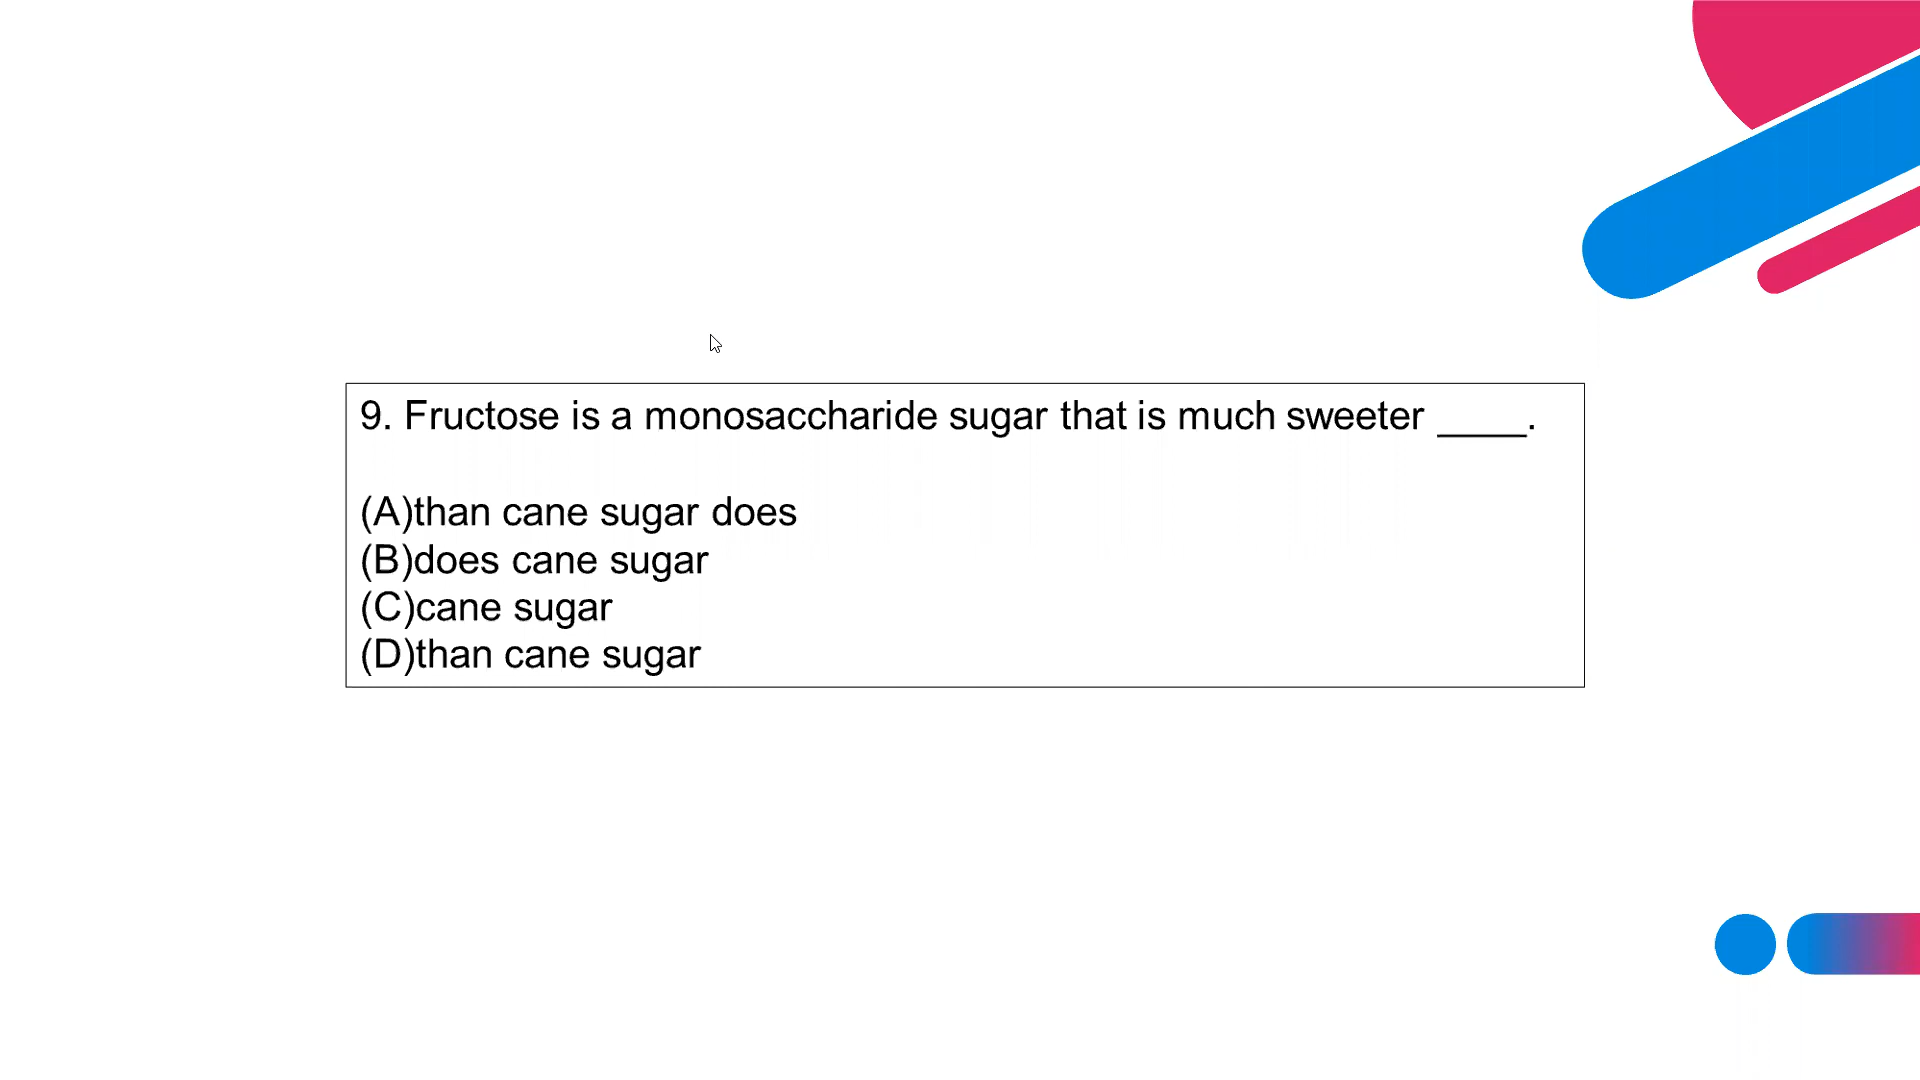 9. Fructose is a monosaccharide sugar that is much sweeter ____.
(A)than cane sugar does
(B)does cane sugar
(C)cane sugar
(D)than cane sugar